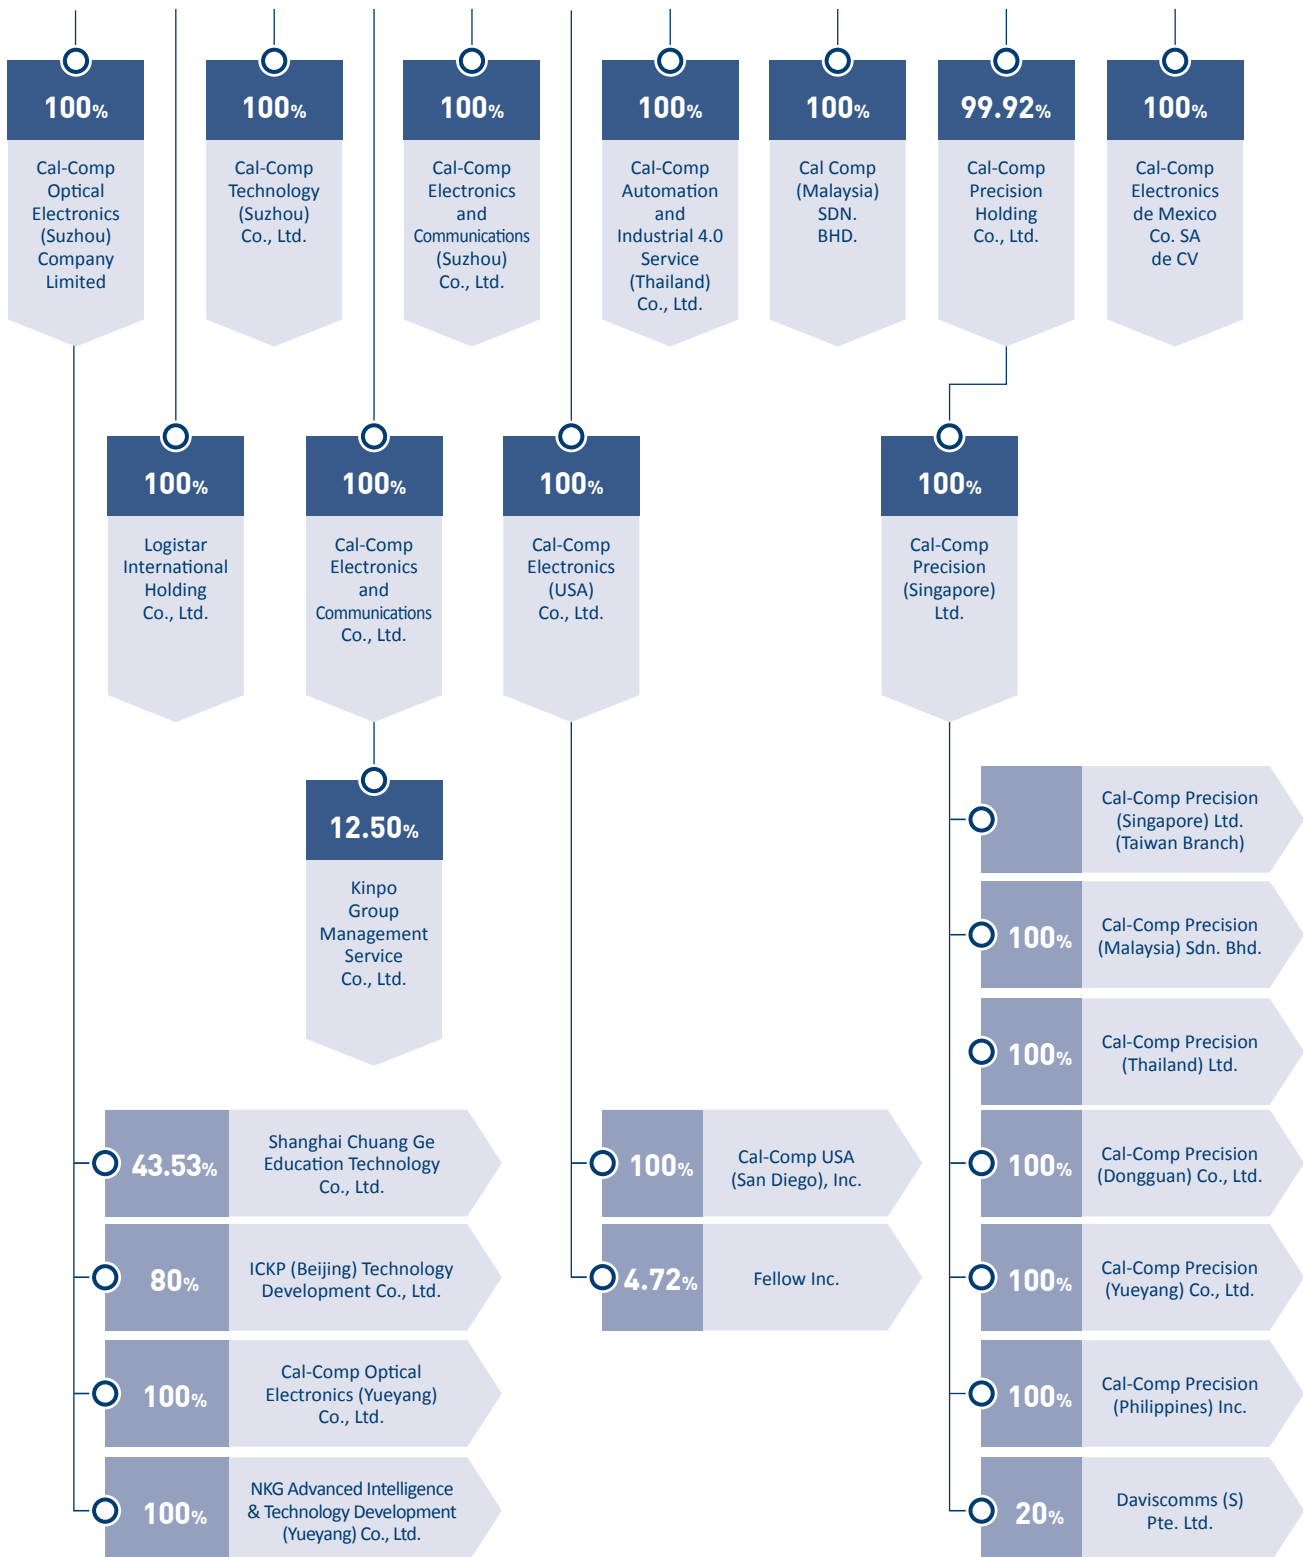 100%
Cal-Comp
Optical
Electronics
(Suzhou)
Company
Limited
100%
Cal-Comp
Technology
(Suzhou)
Co., Ltd.
100%
Cal-Comp
Electronics
and
Communications
(Suzhou)
Co., Ltd.
100%
Cal-Comp
Automation
and
Industrial 4.0
Service
(Thailand)
Co., Ltd.
100%
Cal Comp
(Malaysia)
SDN.
BHD.
99.92%
Cal-Comp
Precision
Holding
Co., Ltd.
100%
Cal-Comp
Electronics
de Mexico
Co. SA
de CV
100%
Logistar
International
Holding
Co., Ltd.
100%
Cal-Comp
Electronics
and
Communications
Co., Ltd.
100%
Cal-Comp
Electronics
(USA)
Co., Ltd.
100%
Cal-Comp
Precision
(Singapore)
Ltd.
12.50%
Kinpo
Group
Management
Service
Co., Ltd.
43.53%
Shanghai Chuang Ge
Education Technology
Co., Ltd.
80%
ICKP (Beijing) Technology
Development Co., Ltd.
100%
Cal-Comp Optical
Electronics (Yueyang)
Co., Ltd.
100%
NKG Advanced Intelligence
& Technology Development
(Yueyang) Co., Ltd.
100%
Cal-Comp USA
(San Diego), Inc.
4.72%
Fellow Inc.
Cal-Comp Precision
(Singapore) Ltd.
(Taiwan Branch)
100%
Cal-Comp Precision
(Malaysia) Sdn. Bhd.
100%
Cal-Comp Precision
(Thailand) Ltd.
100%
Cal-Comp Precision
(Dongguan) Co., Ltd.
100%
Cal-Comp Precision
(Yueyang) Co., Ltd.
100%
Cal-Comp Precision
(Philippines) Inc.
20%
Daviscomms (S)
Pte. Ltd.